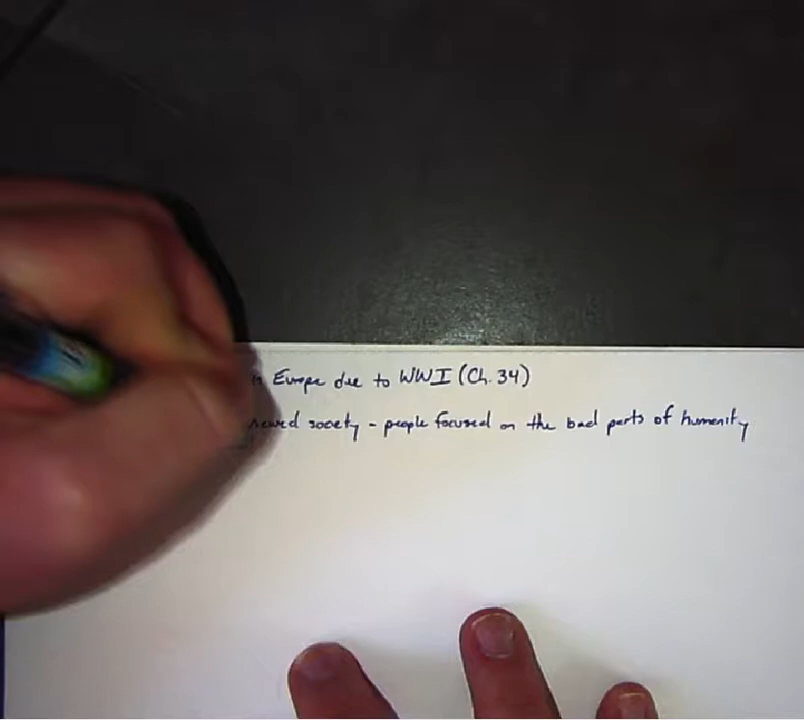 Europe due to WWI (Ch. 34)
society - people focused on the bad parts of humanity